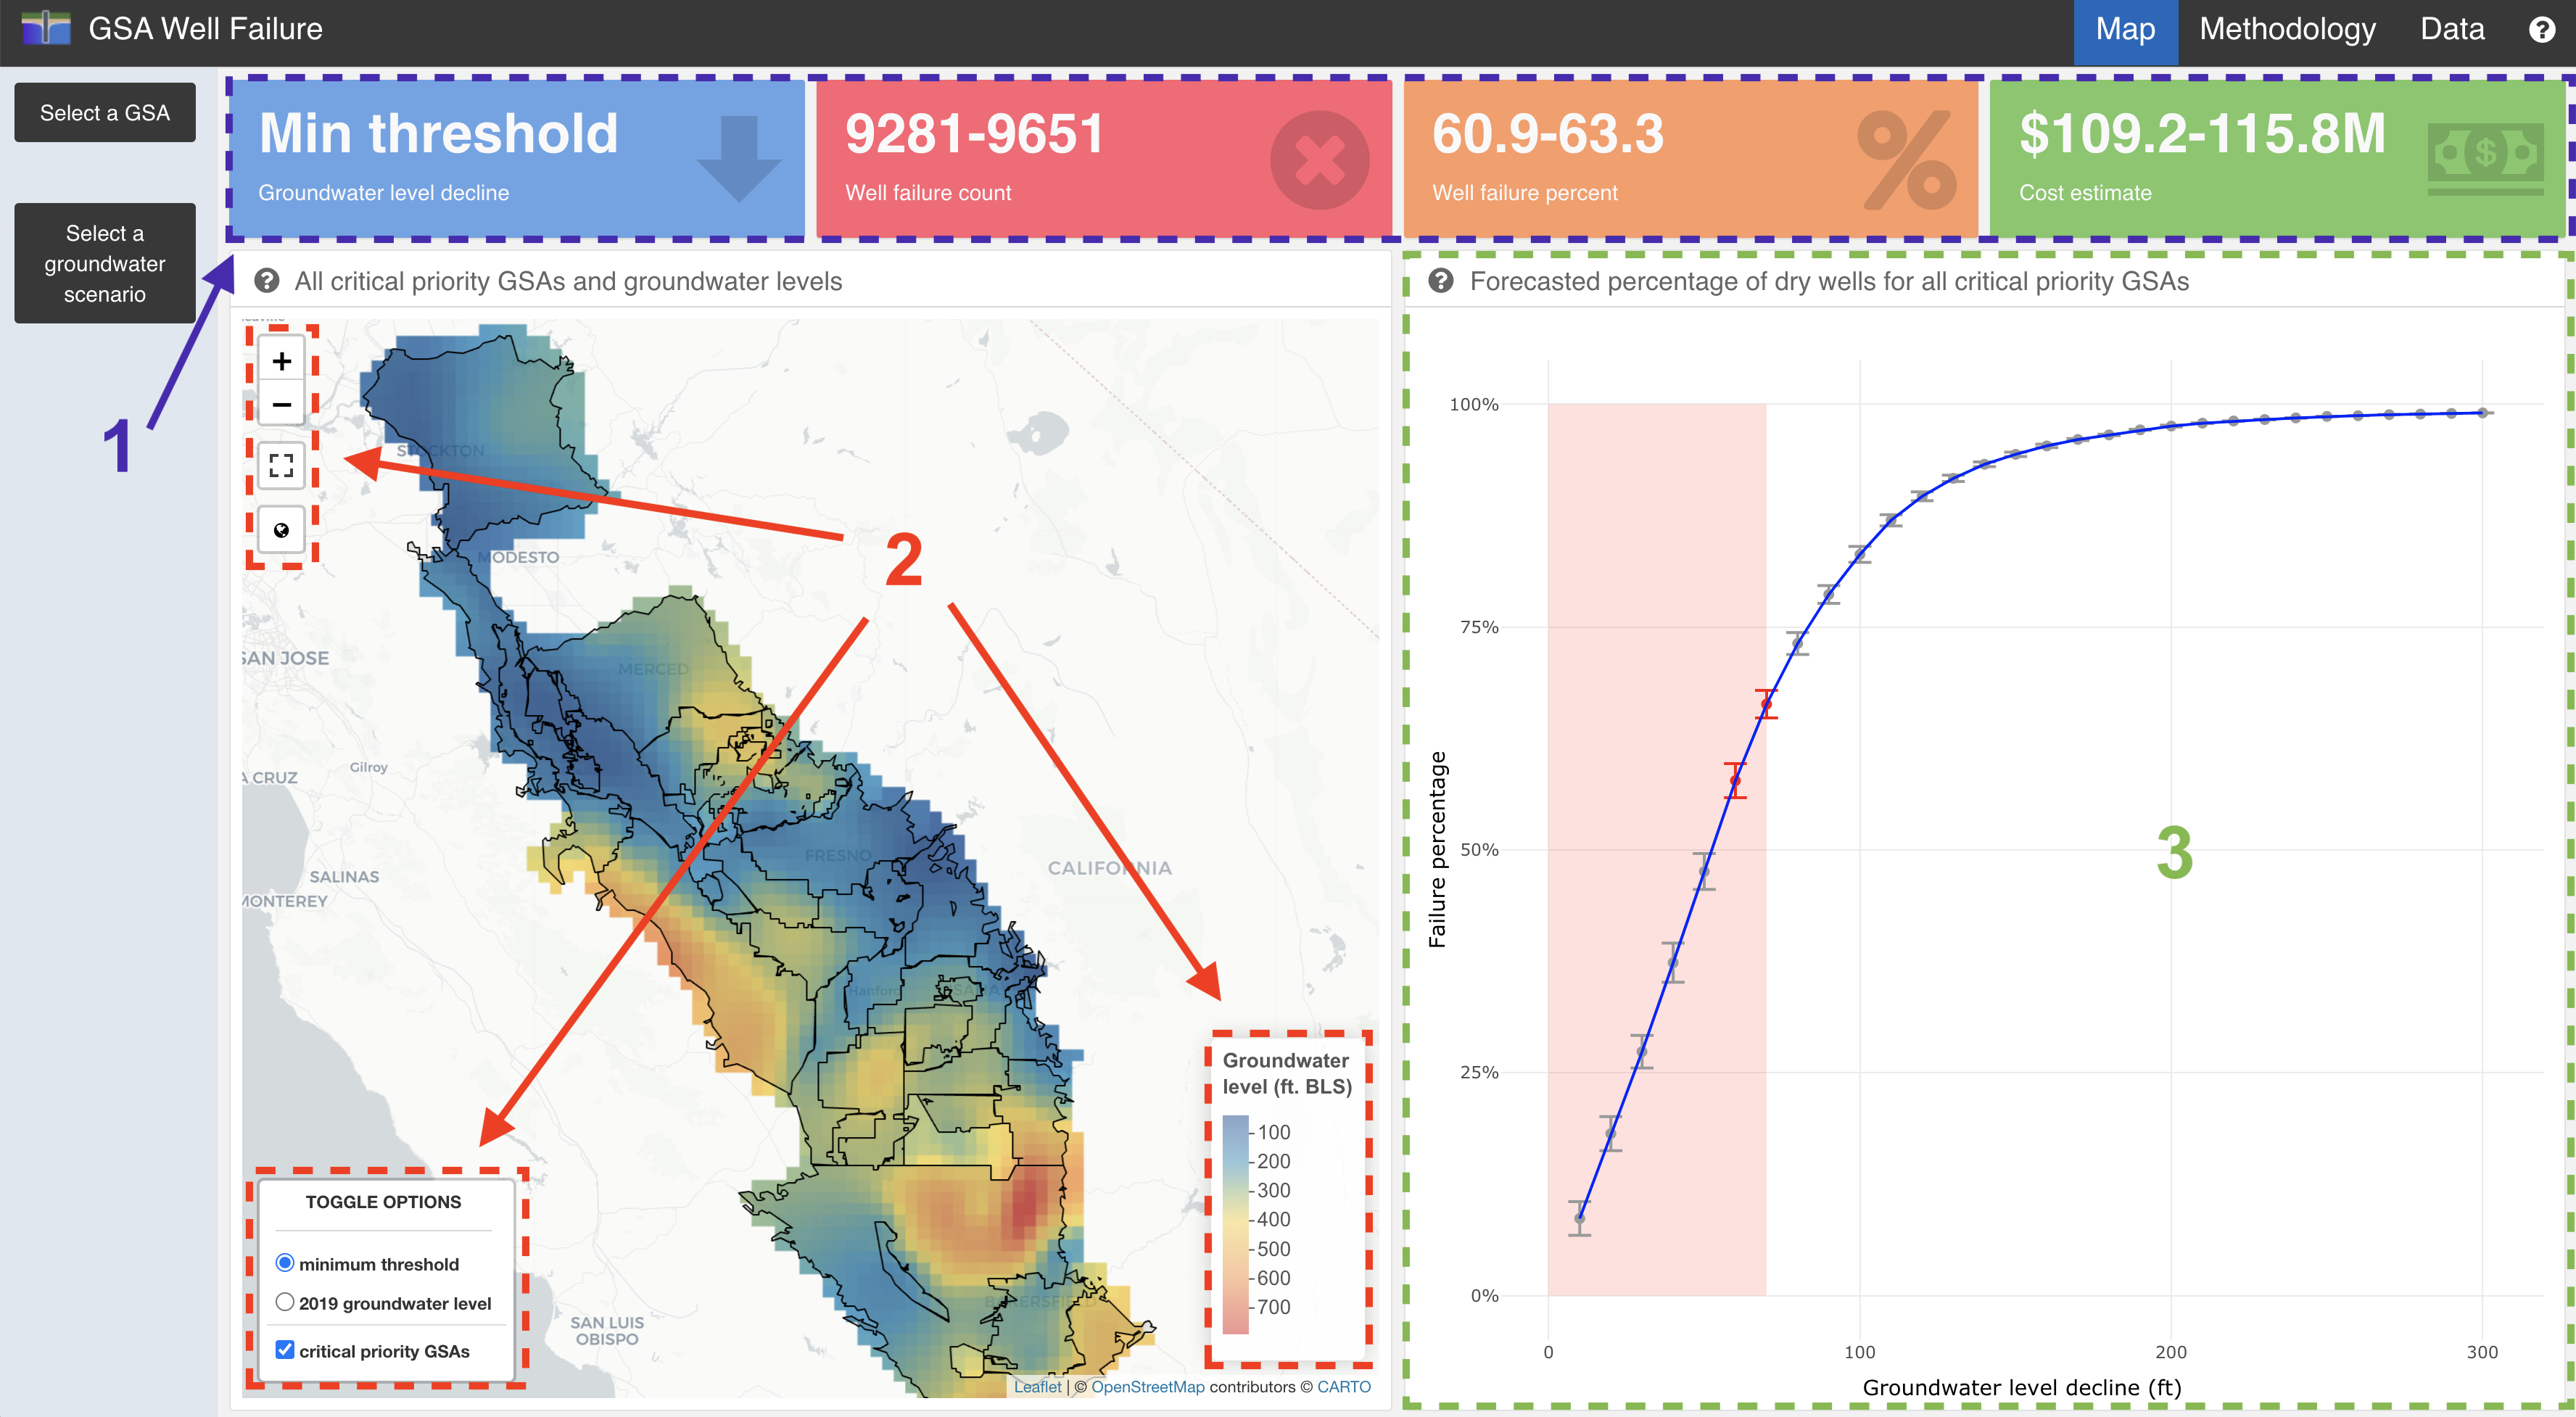 GSA Well Failure
Map
Methodology
Data
?
Select a GSA
Select a
groundwater
scenario
Min threshold
Groundwater level decline
9281-9651
Well failure count
60.9-63.3
Well failure percent
%
$109.2-115.8M
Cost estimate
$
1
? All critical priority GSAs and groundwater levels
+
−
STOCKTON
MODESTO
2
SAN JOSE
MERCED
Gilroy
A CRUZ
FRESNO
CALIFORNIA
SALINAS
MONTEREY
Hanford
SAN LUIS
OBISPO
BAKERSFIELD
Groundwater
level (ft. BLS)
100
200
300
400
500
600
700
TOGGLE OPTIONS
minimum threshold
2019 groundwater level
critical priority GSAs
Leaflet | © OpenStreetMap contributors © CARTO
? Forecasted percentage of dry wells for all critical priority GSAs
100%
75%
50%
25%
0%
Failure percentage
3
0
100
200
300
Groundwater level decline (ft)